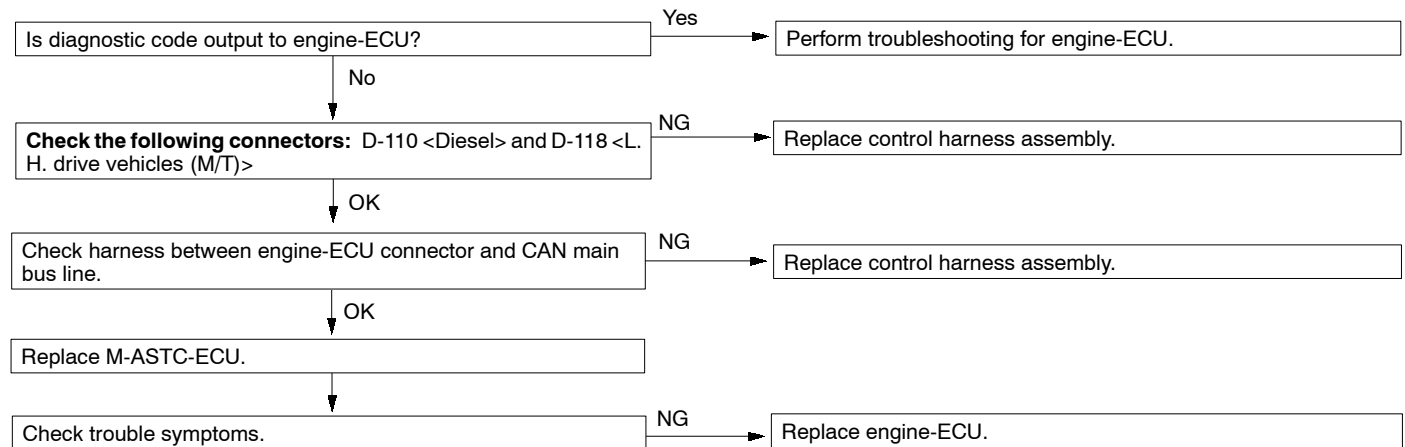 Is diagnostic code output to engine-ECU?
Yes
Perform troubleshooting for engine-ECU.
No
Check the following connectors: D-110 <Diesel> and D-118 <L.
H. drive vehicles (M/T)>
NG
Replace control harness assembly.
OK
Check harness between engine-ECU connector and CAN main
bus line.
NG
Replace control harness assembly.
OK
Replace M-ASTC-ECU.
Check trouble symptoms.
NG
Replace engine-ECU.